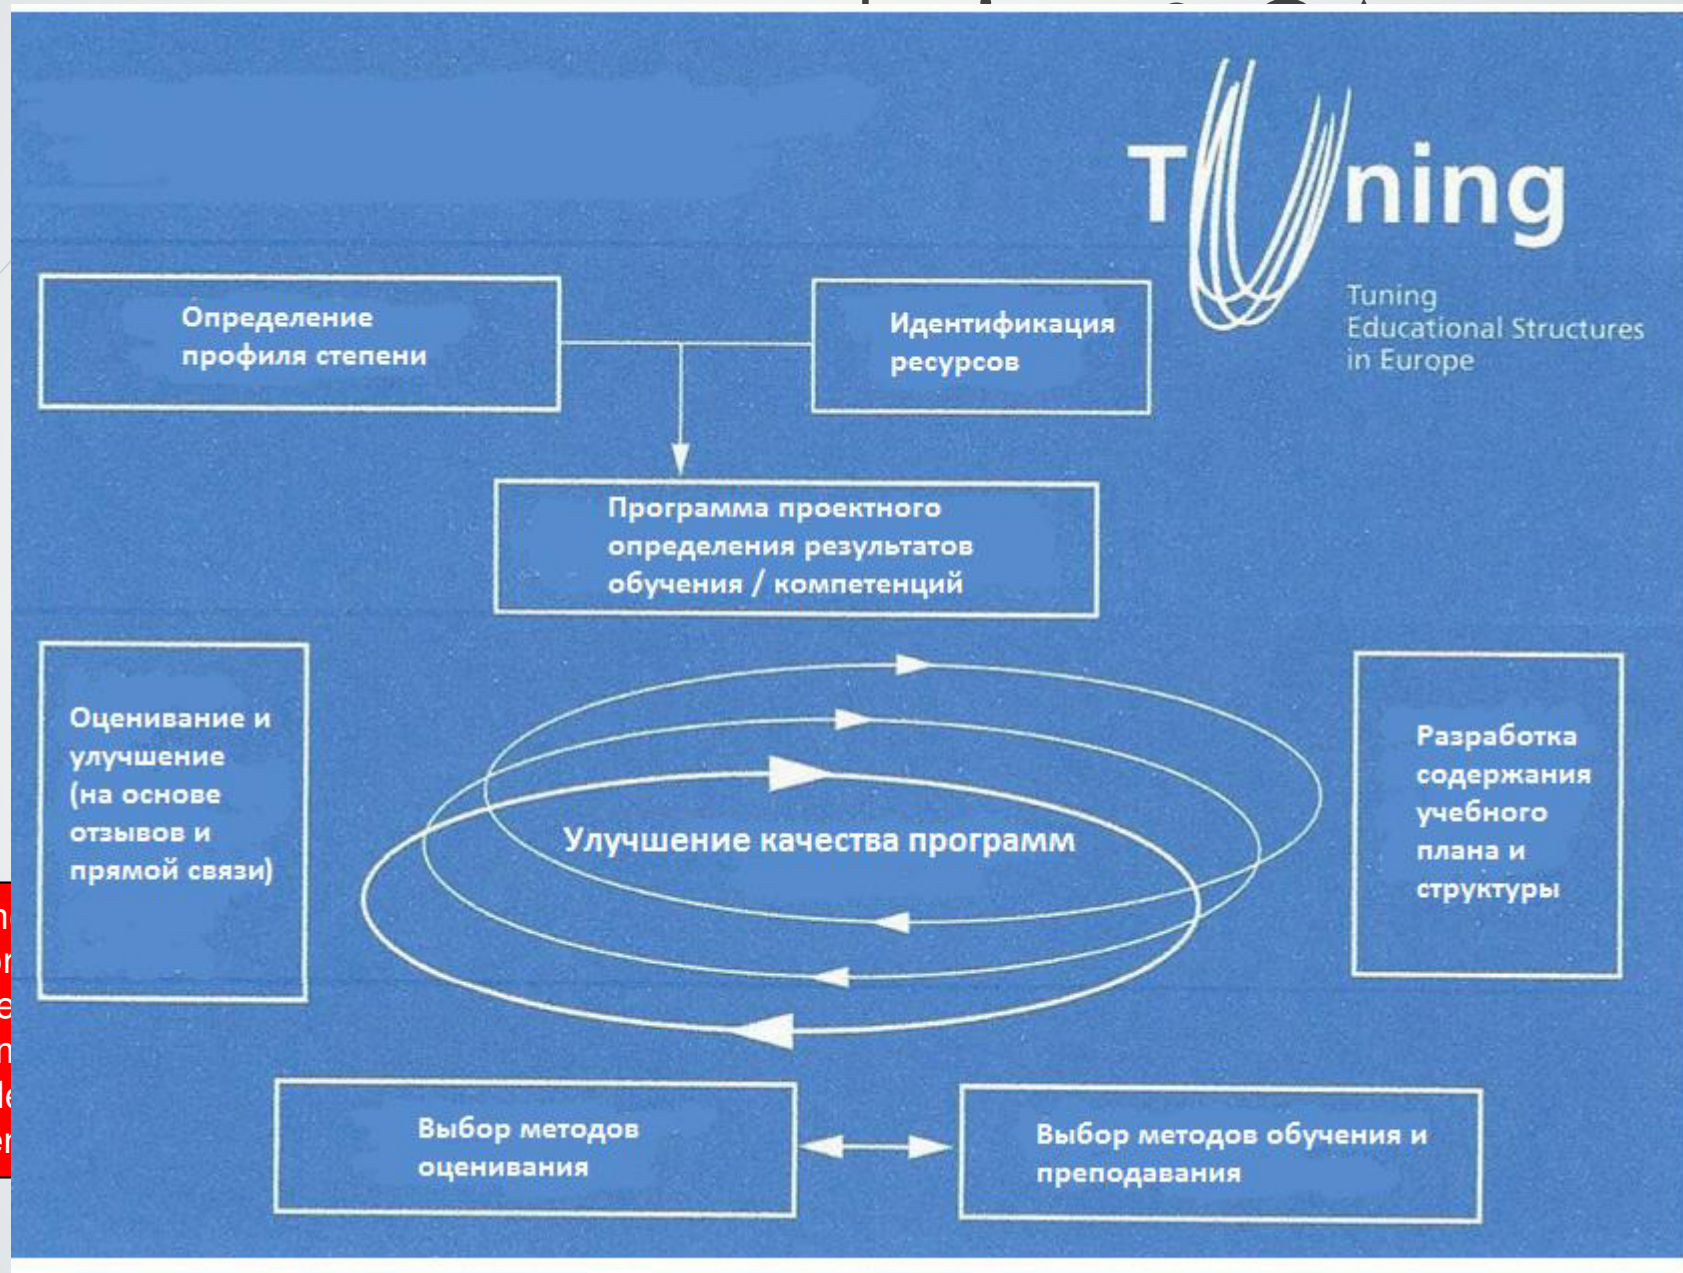 Tuning
Tuning
Educational Structures
in Europe
Определение
профиля степени
Идентификация
ресурсов
Программа проектного
определения результатов
обучения / компетенций
Оценивание и
улучшение
(на основе
отзывов и
прямой связи)
Улучшение качества программ
Разработка
содержания
учебного
плана и
структуры
Выбор методов
оценивания
Выбор методов обучения и
преподавания